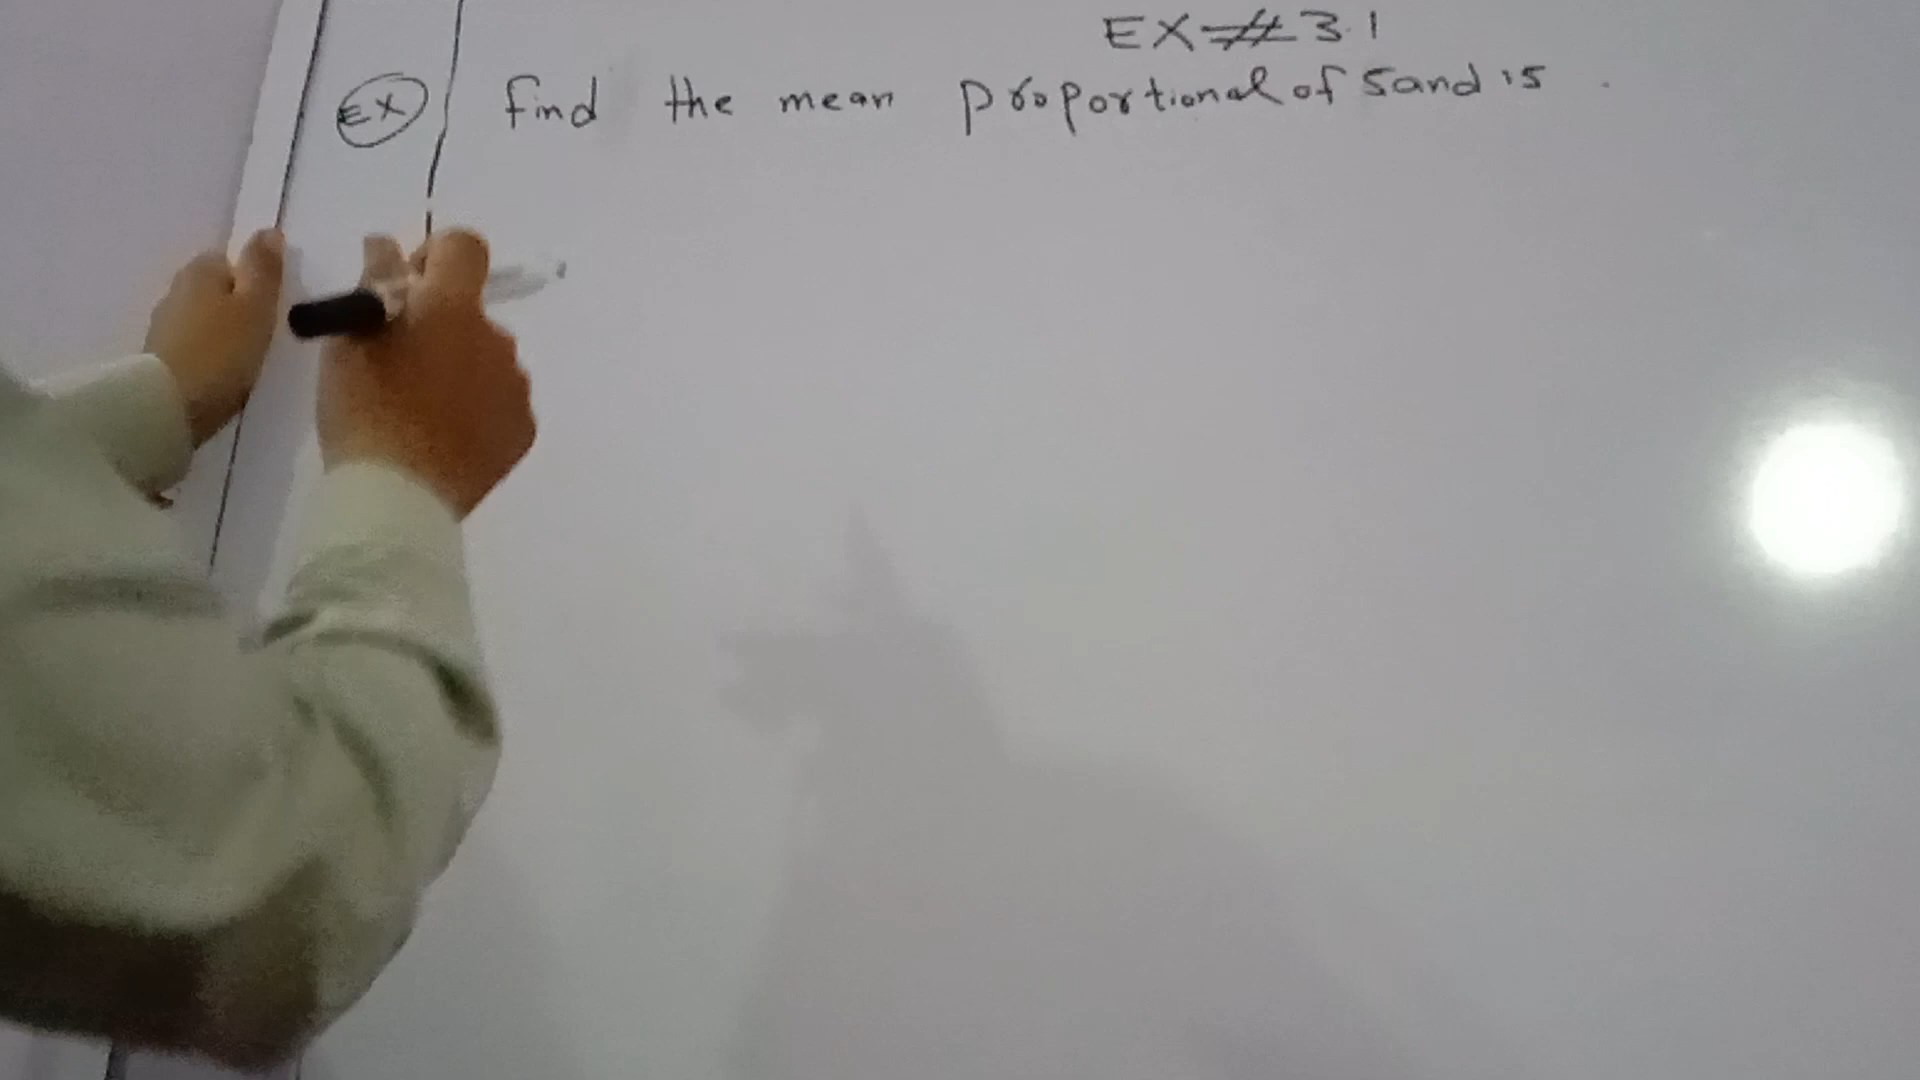 EX # 3.1
EX find the mean proportional of 5 and 15